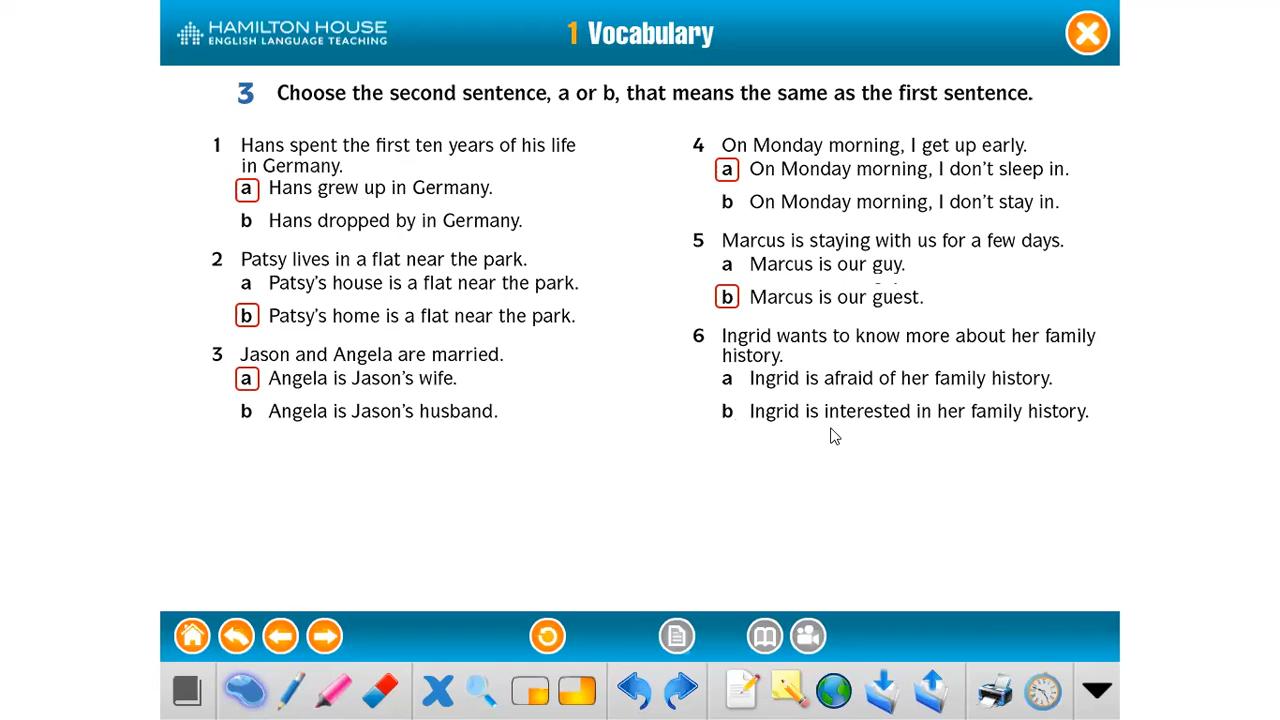 HAMILTON HOUSE
ENGLISH LANGUAGE TEACHING
1 Vocabulary
3 Choose the second sentence, a or b, that means the same as the first sentence.
1 Hans spent the first ten years of his life
in Germany.
a Hans grew up in Germany.
b Hans dropped by in Germany.
2 Patsy lives in a flat near the park.
a Patsy's house is a flat near the park.
b Patsy's home is a flat near the park.
3 Jason and Angela are married.
a Angela is Jason's wife.
b Angela is Jason's husband.
4 On Monday morning, I get up early.
a On Monday morning, I don't sleep in.
b On Monday morning, I don't stay in.
5 Marcus is staying with us for a few days.
a Marcus is our guy.
b Marcus is our guest.
6 Ingrid wants to know more about her family
history.
a Ingrid is afraid of her family history.
b Ingrid is interested in her family history.